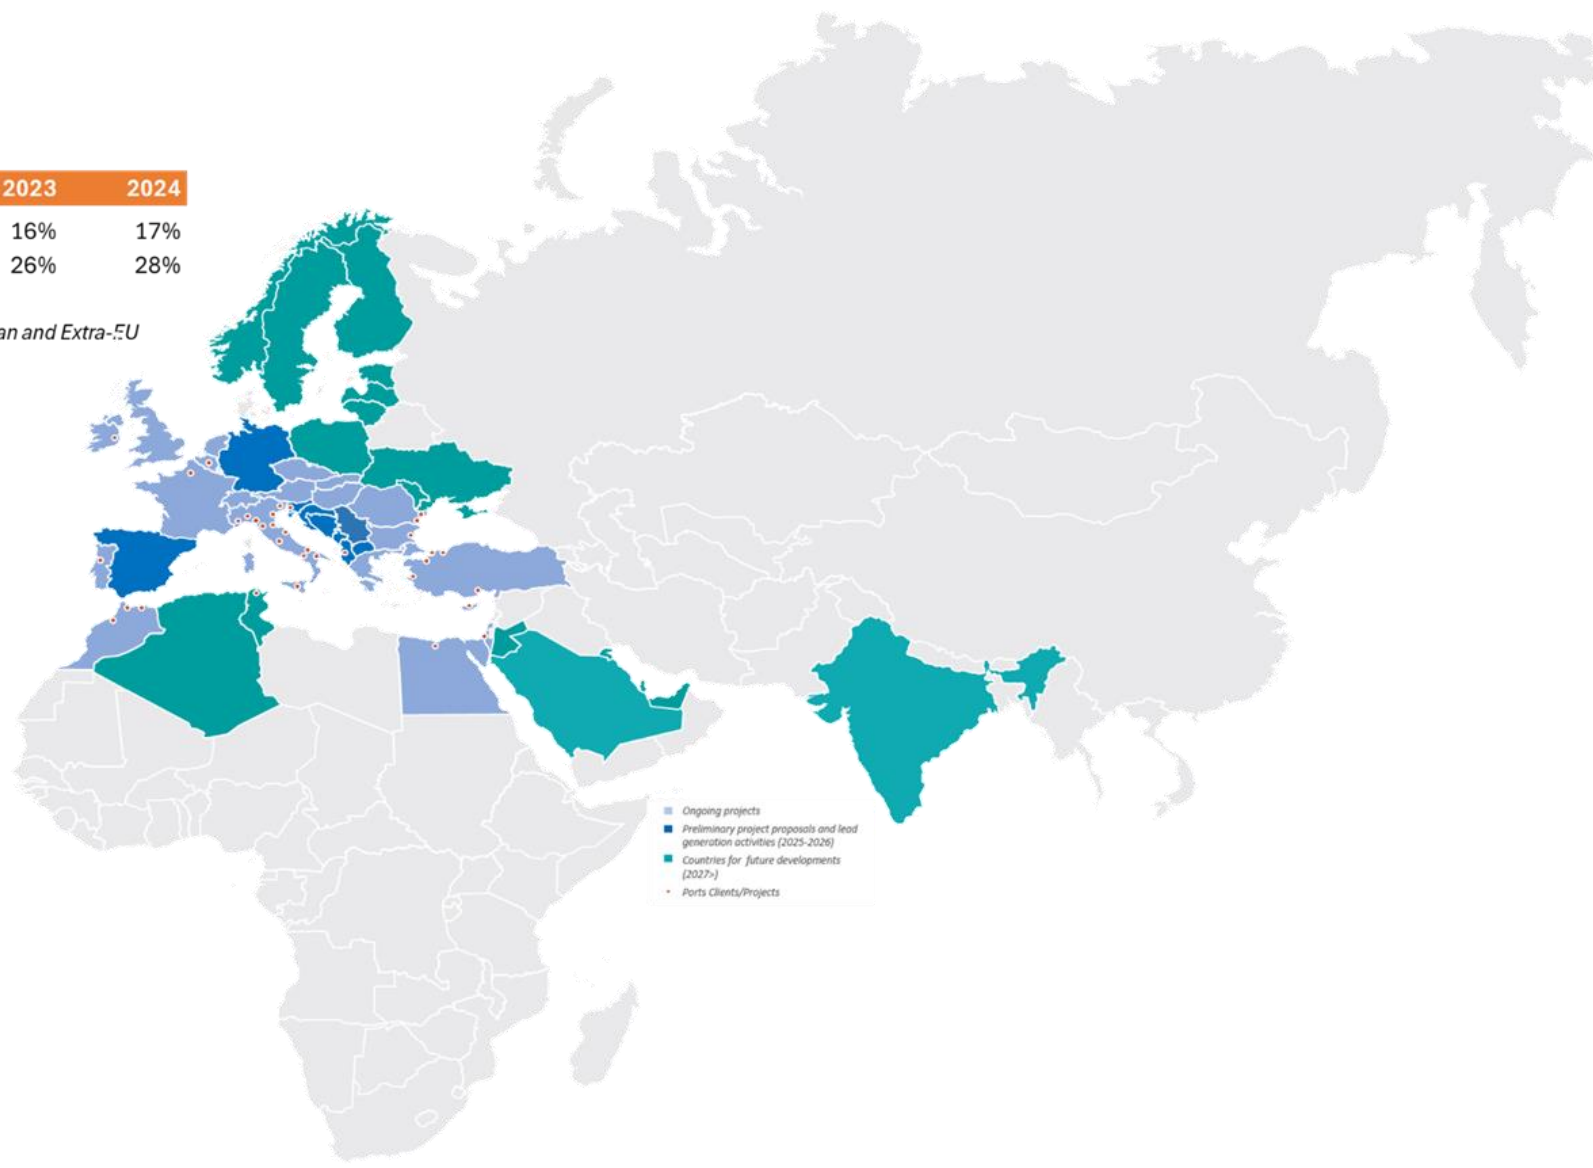 2023 2024
16% 17%
26% 28%
an and Extra-EU
Ongoing projects
Preliminary project proposals and lead
generation activities (2025-2026)
Countries for future developments
(2027>)
Ports Clients/Projects